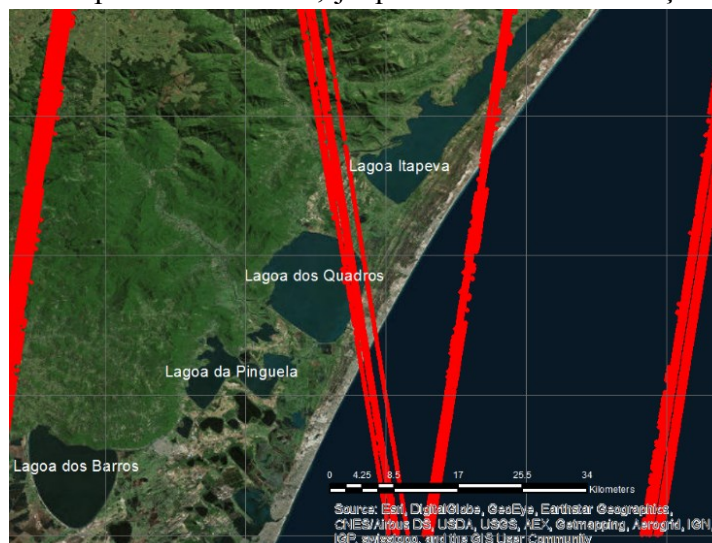 Lagoa Itapeva
Lagoa dos Quadros
Lagoa da Pinguela
Lagoa dos Barros
0 4.25 8.5 17 25.5 34
Kilometers
Source: Esri, DigitalGlobe, GeoEye, Earthstar Geographics,
CNES/Airbus DS, USDA, USGS, AEX, Getmapping, Aerogrid, IGN,
IGP, swisstopo, and the GIS User Community